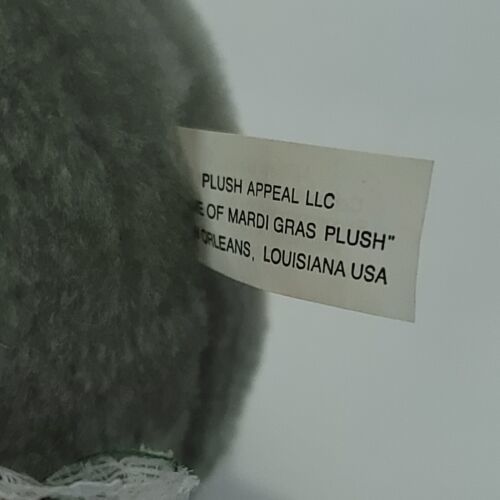 PLUSH APPEAL LLC
OF MARDI GRAS PLUSH"
ORLEANS, LOUISIANA USA